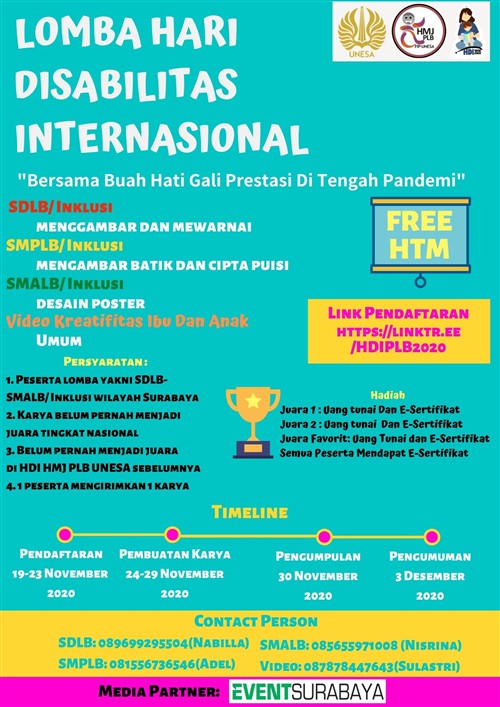 LOMBA HARI
DISABILITAS
INTERNASIONAL
UNESA
HMJ
PLB
FIP UNESA
HDI
"Bersama Buah Hati Gali Prestasi Di Tengah Pandemi"
SDLB/Inklusi
MENGGAMBAR DAN MEWARNAI
SMPLB/Inklusi
MENGAMBAR BATIK DAN CIPTA PUISI
SMALB/Inklusi
DESAIN POSTER
Video Kreatifitas Ibu Dan Anak
UMUM
FREE
HTM
LINK PENDAFTARAN
HTTPS://LINKTR.EE
/HDIPLB2020
PERSYARATAN :
1. PESERTA LOMBA YAKNI SDLB-
SMALB/INKLUSI WILAYAH SURABAYA
2. KARYA BELUM PERNAH MENJADI
JUARA TINGKAT NASIONAL
3. BELUM PERNAH MENJADI JUARA
DI HDI HMJ PLB UNESA SEBELUMNYA
4. 1 PESERTA MENGIRIMKAN 1 KARYA
Hadiah
Juara 1 : Uang tunai Dan E-Sertifikat
Juara 2 : Uang tunai Dan E-Sertifikat
Juara Favorit: Uang Tunai dan E-Sertifikat
Semua Peserta Mendapat E-Sertifikat
TIMELINE
PENDAFTARAN
19-23 NOVEMBER
2020
PEMBUATAN KARYA
24-29 NOVEMBER
2020
PENGUMPULAN
30 NOVEMBER
2020
PENGUMUMAN
3 DESEMBER
2020
CONTACT PERSON
SDLB: 089699295504(NABILLA)
SMALB: 085655971008 (NISRINA)
SMPLB: 081556736546(ADEL)
VIDEO: 087878447643(SULASTRI)
MEDIA PARTNER:
EVENTSURABAYA